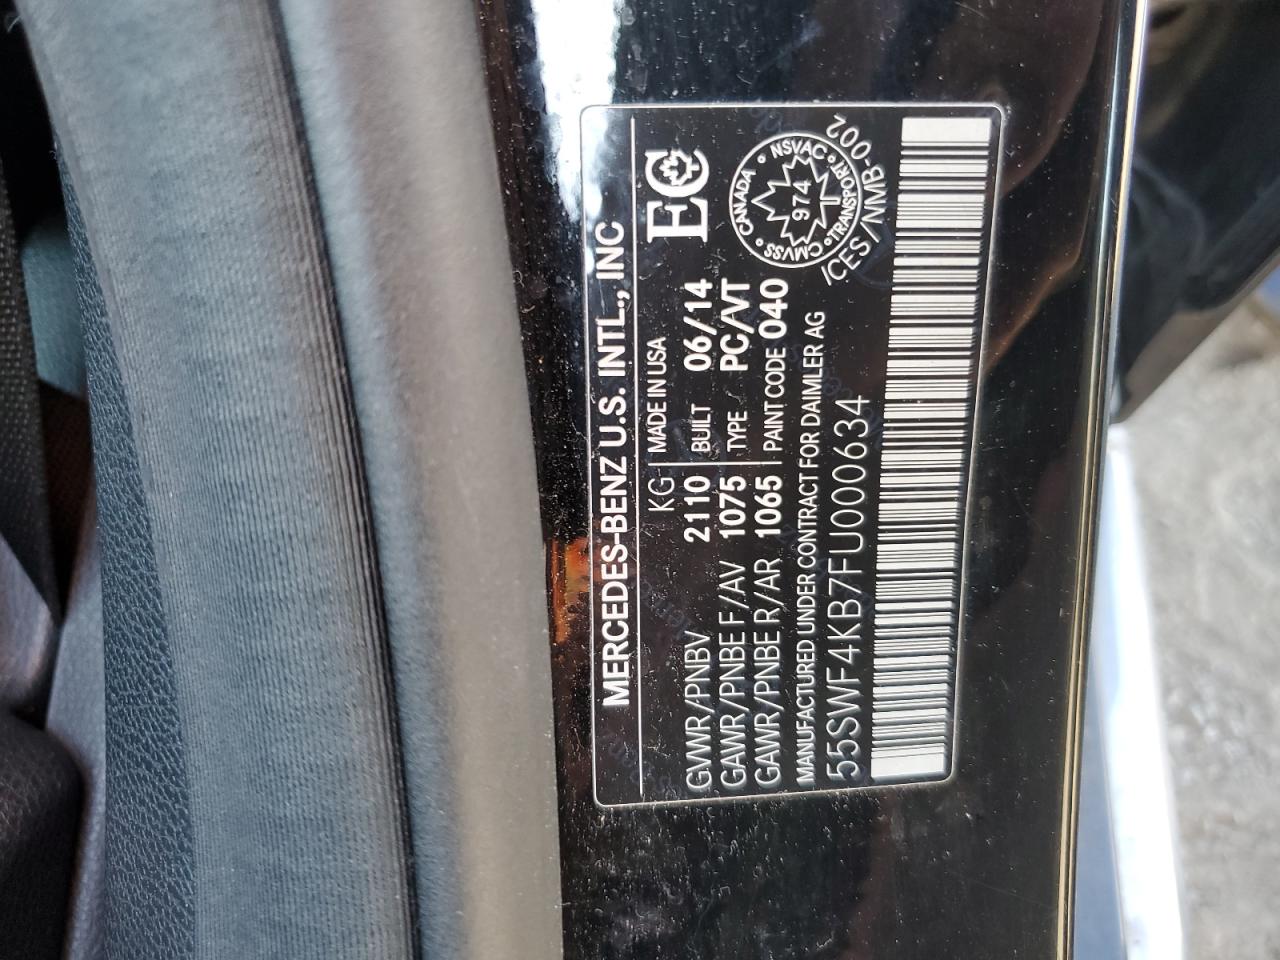 MERCEDES-BENZ U.S. INTL., INC
KG MADE IN USA
GVWR/PNBV 2110 BUILT 06/14
GAWR/PNBE F/AV 1075 TYPE PC/VT
GAWR/PNBE R/AR 1065 PAINT CODE 040
MANUFACTURED UNDER CONTRACT FOR DAIMLER AG
55SWF4KB7FU000634
EC
CANADA • NSVAC • TRANSPORT • CMVSS •
974
ICES/NMB-002